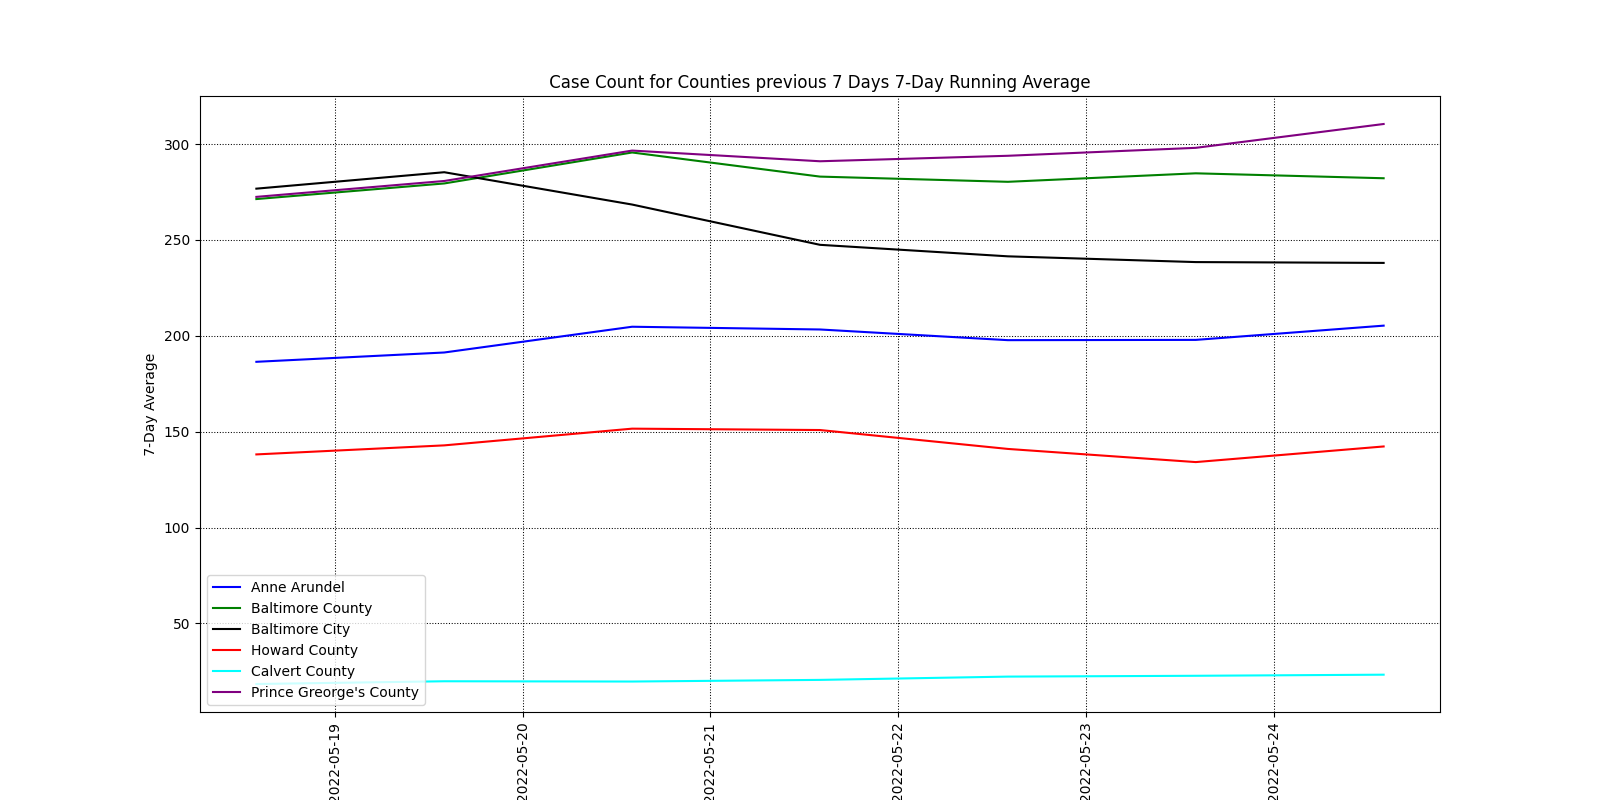 Case Count for Counties previous 7 Days 7-Day Running Average
300
250
200
150
100
50
7-Day Average
Anne Arundel
Baltimore County
Baltimore City
Howard County
Calvert County
Prince Greorge's County
2022-05-19
2022-05-20
2022-05-21
2022-05-22
2022-05-23
2022-05-24